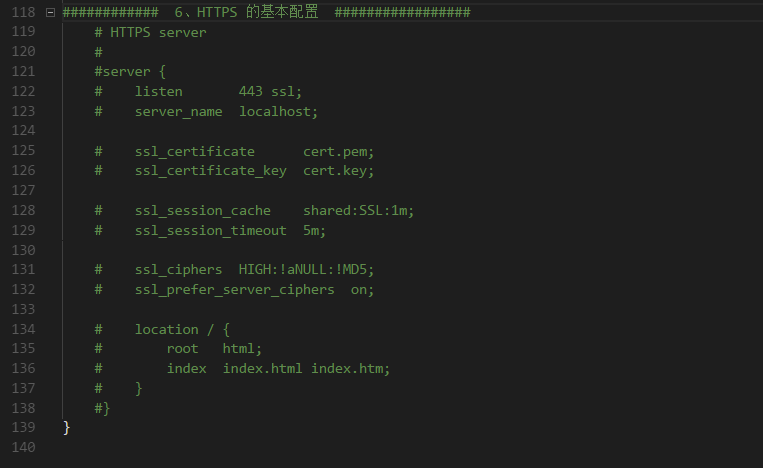 118 ############  6、HTTPS 的基本配置  #################
119     # HTTPS server
120     #
121     #server {
122     #    listen       443 ssl;
123     #    server_name  localhost;
124
125     #    ssl_certificate      cert.pem;
126     #    ssl_certificate_key  cert.key;
127
128     #    ssl_session_cache    shared:SSL:1m;
129     #    ssl_session_timeout  5m;
130
131     #    ssl_ciphers  HIGH:!aNULL:!MD5;
132     #    ssl_prefer_server_ciphers  on;
133
134     #    location / {
135     #        root   html;
136     #        index  index.html index.htm;
137     #    }
138     #}
139 }
140